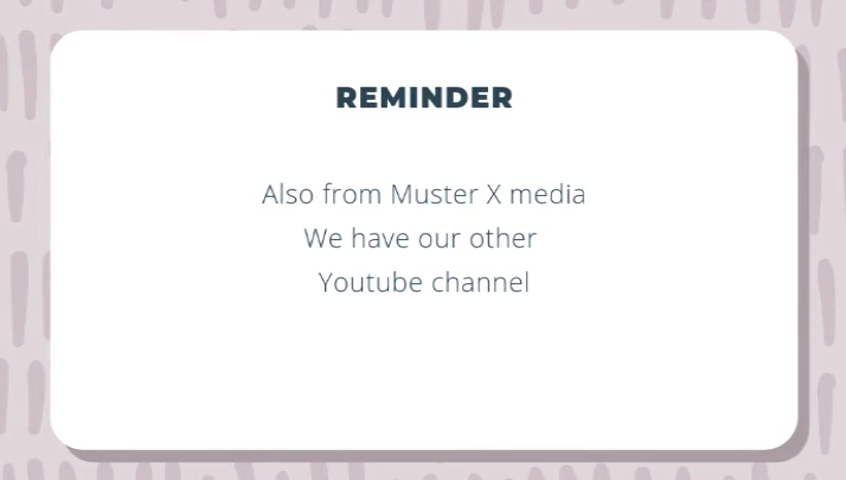 REMINDER
Also from Muster X media
We have our other
Youtube channel